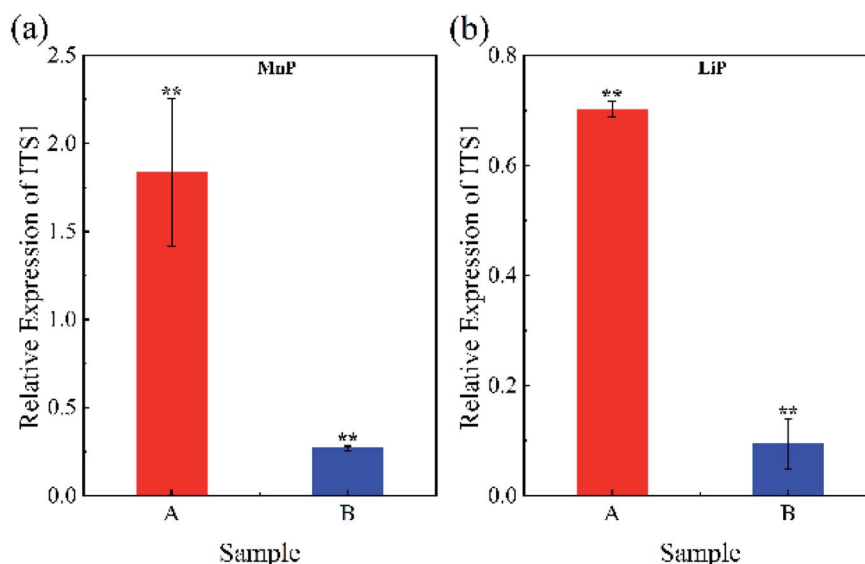 (a)
MnP
Relative Expression of ITS1
2.5
2.0
1.5
1.0
0.5
0.0
**
**
A
B
Sample
(b)
LiP
Relative Expression of ITS1
0.8
0.6
0.4
0.2
0.0
**
**
A
B
Sample